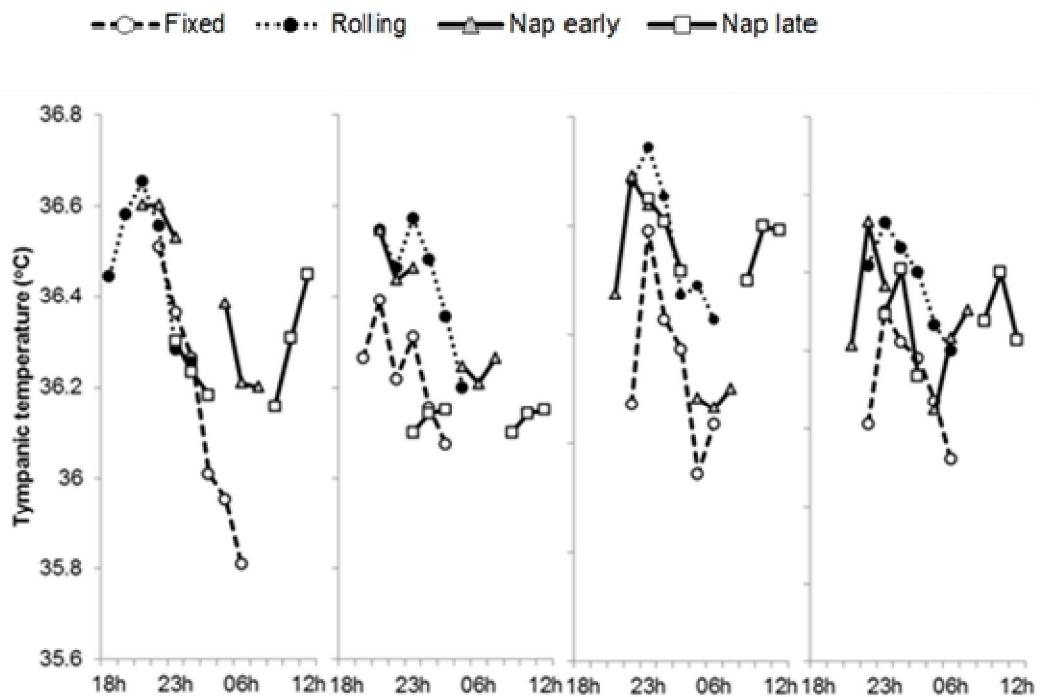 Fixed Rolling Nap early Nap late
36.8
36.6
36.4
36.2
36
35.8
35.6
Tympanic temperature (°C)
18h 23h 06h 12h 18h 23h 06h 12h 18h 23h 06h 12h 18h 23h 06h 12h